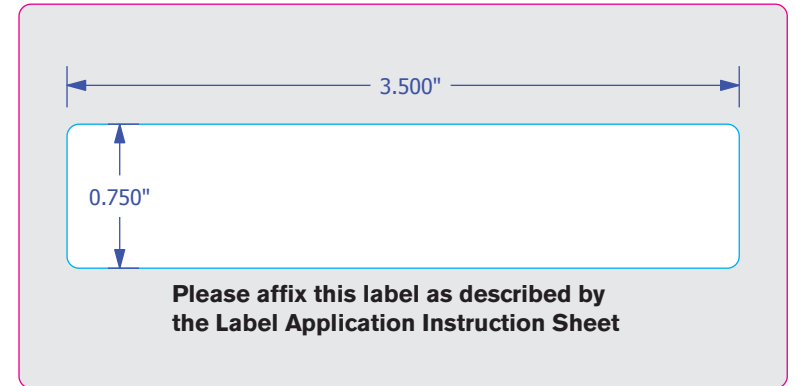 3.500"
0.750"
Please affix this label as described by
the Label Application Instruction Sheet